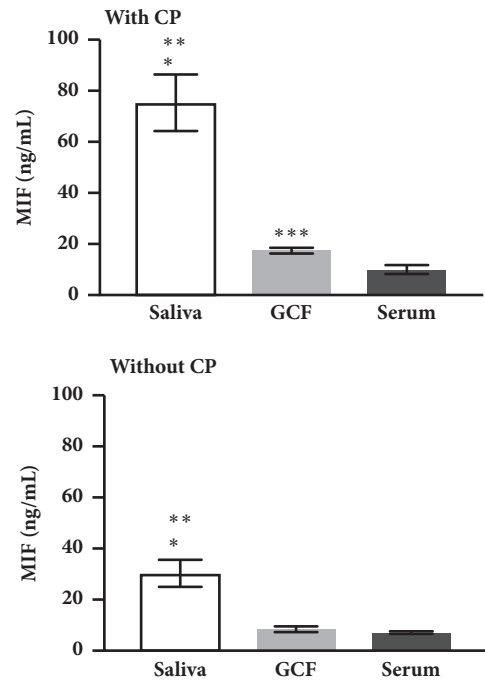 With CP
MIF (ng/mL)
100
80
60
40
20
0
**
*
***
Saliva GCF Serum
Without CP
MIF (ng/mL)
100
80
60
40
20
0
**
*
Saliva GCF Serum